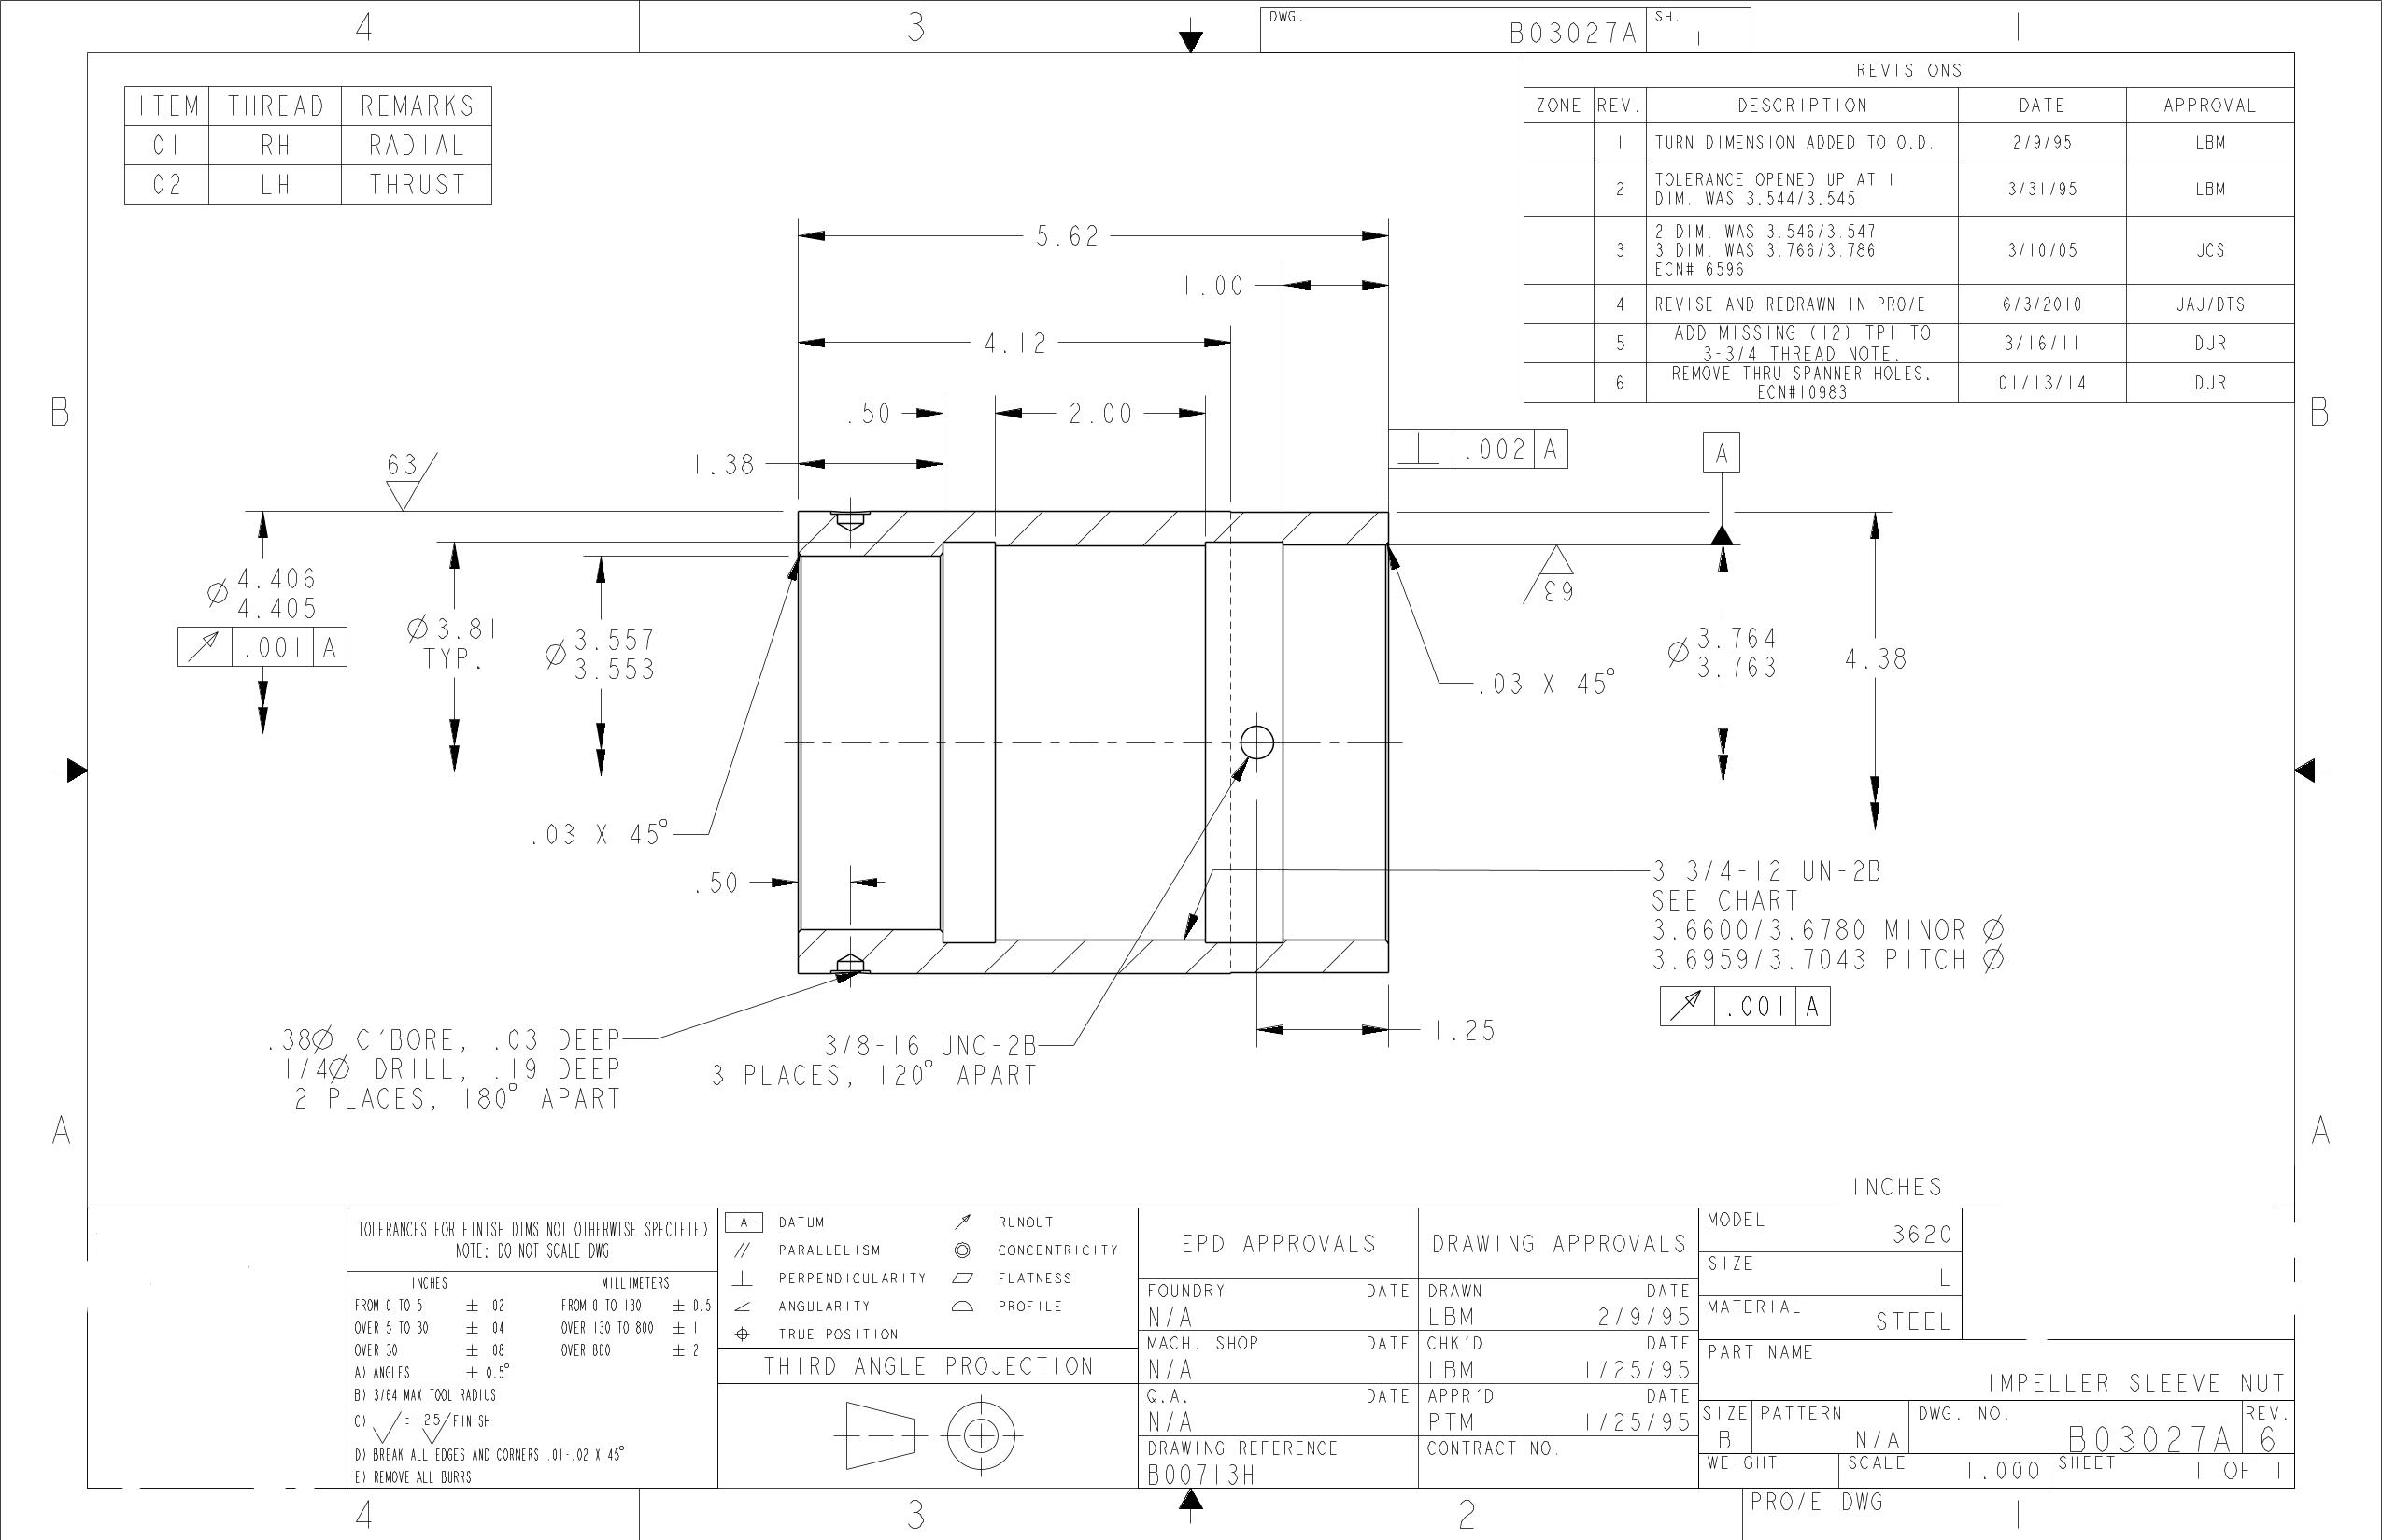 4 3
DWG. B03027A SH. 1
1
ITEM THREAD REMARKS
01 RH RADIAL
02 LH THRUST
REVISIONS
ZONE REV. DESCRIPTION DATE APPROVAL
1 TURN DIMENSION ADDED TO O.D. 2/9/95 LBM
2 TOLERANCE OPENED UP AT 1
DIM. WAS 3.544/3.545 3/31/95 LBM
3 2 DIM. WAS 3.546/3.547
3 DIM. WAS 3.766/3.786
ECN# 6596 3/10/05 JCS
4 REVISE AND REDRAWN IN PRO/E 6/3/2010 JAJ/DTS
5 ADD MISSING (12) TPI TO
3-3/4 THREAD NOTE. 3/16/11 DJR
6 REMOVE THRU SPANNER HOLES.
ECN#10983 01/13/14 DJR
5.62
1.00
4.12
B
B
.50
2.00
1.38
63
⊥ .002 A
A
Ø 4.406
4.405
.001 A
Ø3.81
TYP.
Ø 3.557
3.553
63
Ø 3.764
3.763
4.38
.03 X 45°
.03 X 45°
.50
3 3/4-12 UN-2B
SEE CHART
3.6600/3.6780 MINOR Ø
3.6959/3.7043 PITCH Ø
.001 A
1.25
.38Ø C'BORE, .03 DEEP
1/4Ø DRILL, .19 DEEP
2 PLACES, 180° APART
3/8-16 UNC-2B
3 PLACES, 120° APART
A
A
INCHES
TOLERANCES FOR FINISH DIMS NOT OTHERWISE SPECIFIED
NOTE: DO NOT SCALE DWG
INCHES MILLIMETERS
FROM 0 TO 5 ± .02 FROM 0 TO 130 ± 0.5
OVER 5 TO 30 ± .04 OVER 130 TO 800 ± 1
OVER 30 ± .08 OVER 800 ± 2
A) ANGLES ± 0.5°
B) 3/64 MAX TOOL RADIUS
C) = 125/FINISH
D) BREAK ALL EDGES AND CORNERS .01-.02 X 45°
E) REMOVE ALL BURRS
-A- DATUM RUNOUT
PARALLELISM CONCENTRICITY
PERPENDICULARITY FLATNESS
ANGULARITY PROFILE
TRUE POSITION
THIRD ANGLE PROJECTION
EPD APPROVALS
FOUNDRY DATE
N/A
MACH. SHOP DATE
N/A
Q.A. DATE
N/A
DRAWING REFERENCE
B00713H
DRAWING APPROVALS
DRAWN DATE
LBM 2/9/95
CHK'D DATE
LBM 1/25/95
APPR'D DATE
PTM 1/25/95
CONTRACT NO.
MODEL
3620
SIZE
L
MATERIAL
STEEL
PART NAME
IMPELLER SLEEVE NUT
SIZE PATTERN DWG. NO. REV.
B N/A B03027A 6
WEIGHT SCALE 1.000 SHEET 1 OF 1
4 3 2 PRO/E DWG 1